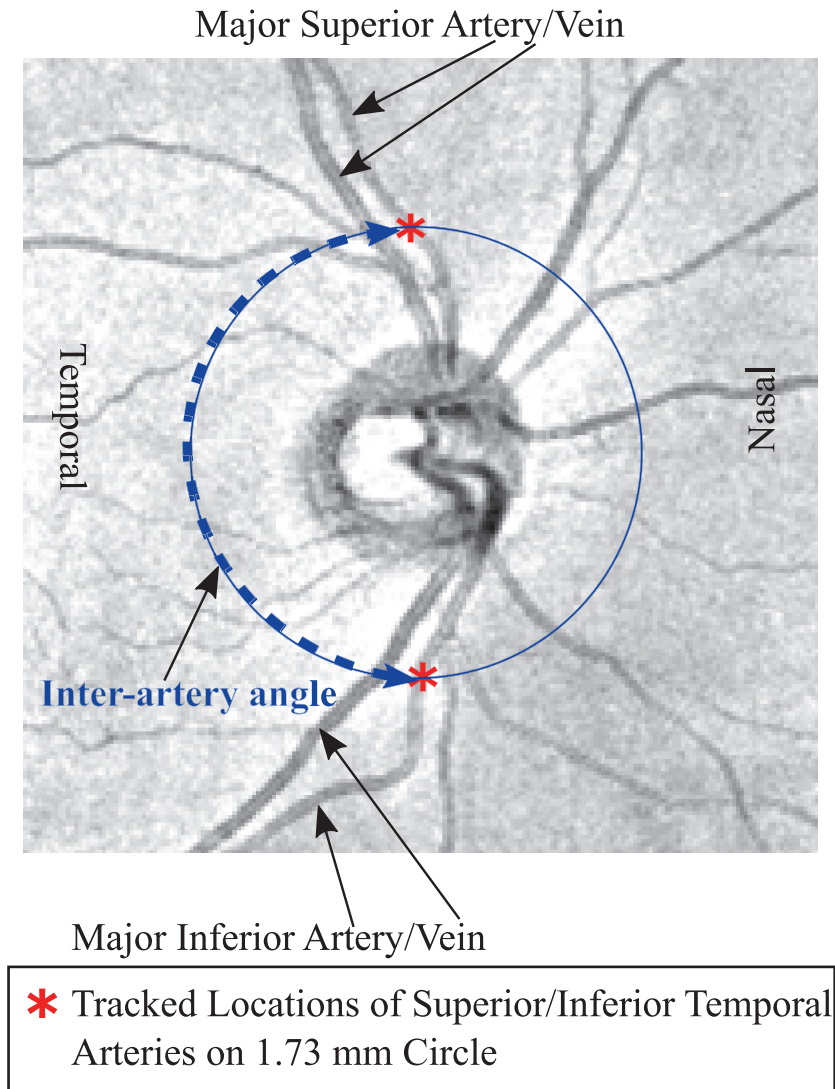 Major Superior Artery/Vein
Temporal
Nasal
Inter-artery angle
Major Inferior Artery/Vein
* Tracked Locations of Superior/Inferior Temporal
Arteries on 1.73 mm Circle